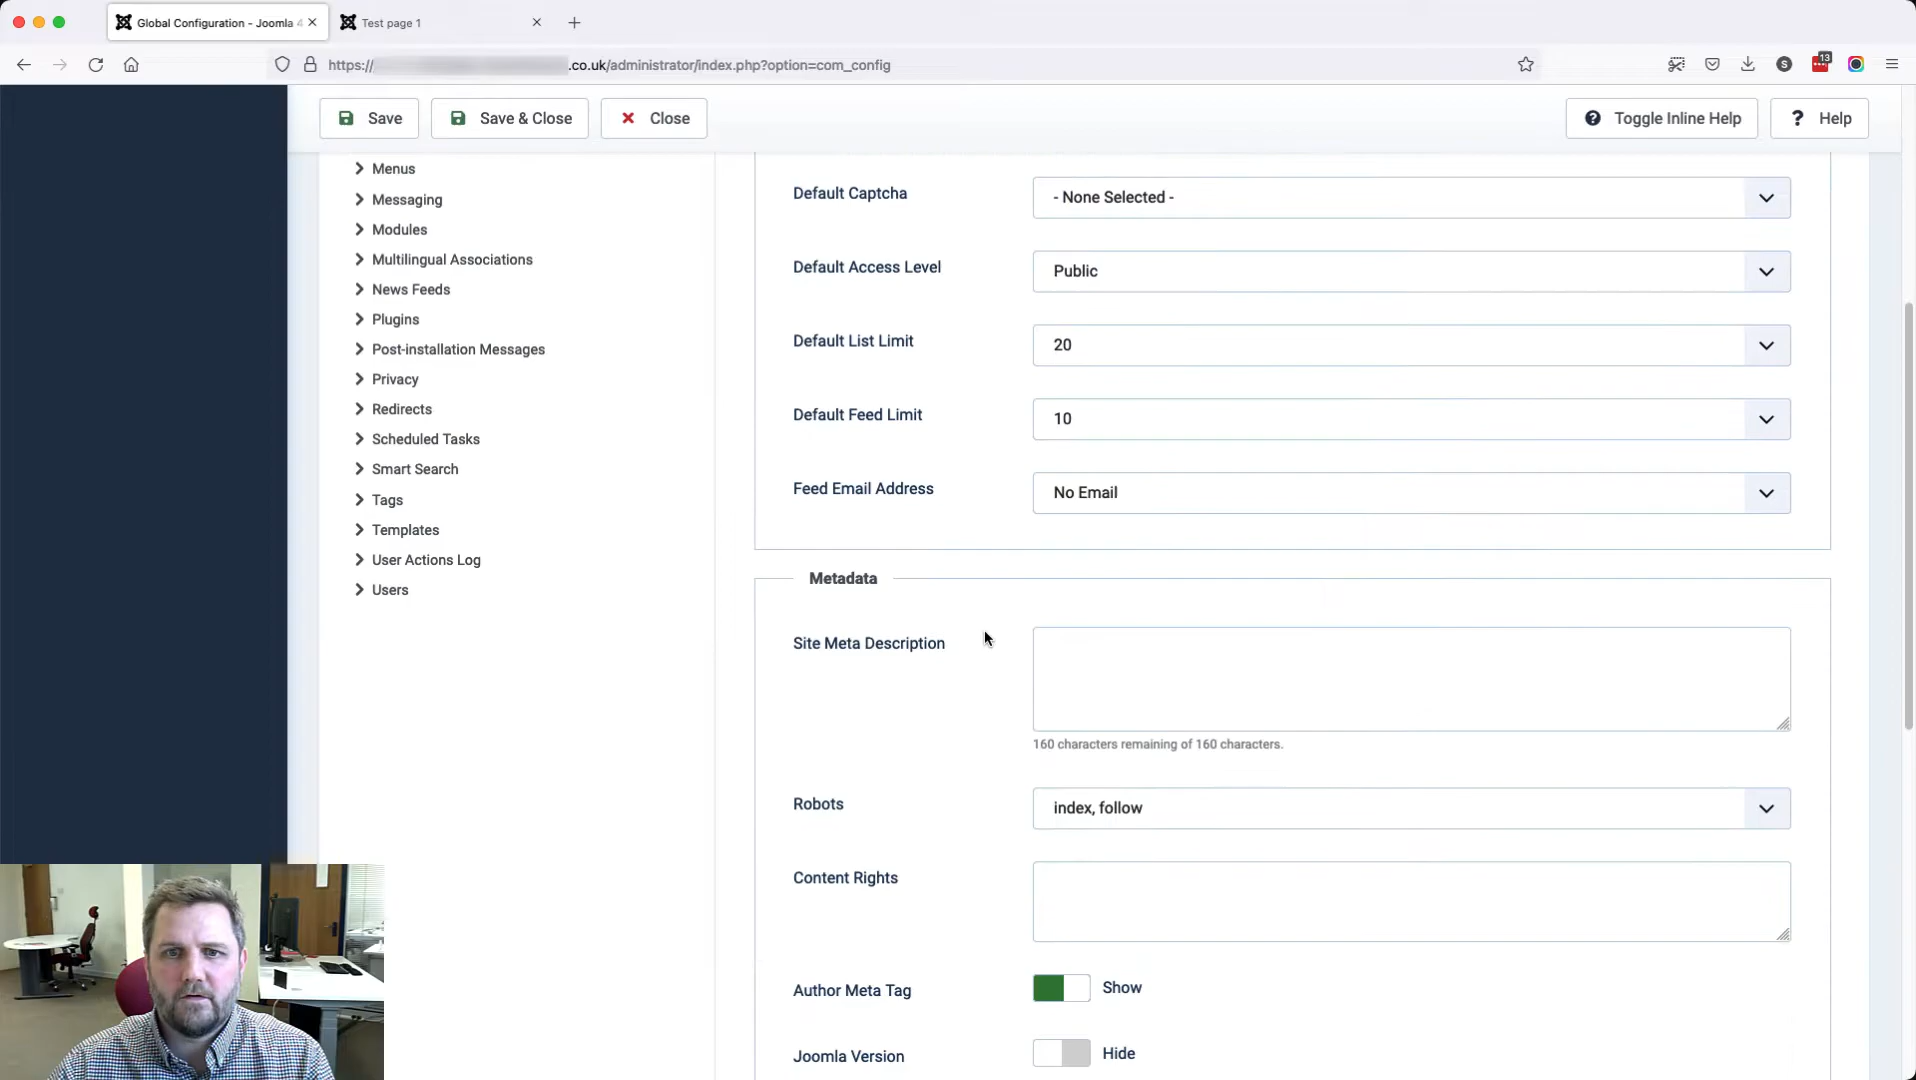 Global Configuration - Joomla 4
Test page 1
https://
.co.uk/administrator/index.php?option=com_config
S
13
Save
Save & Close
Close
Toggle Inline Help
? Help
Menus
Messaging
Modules
Multilingual Associations
News Feeds
Plugins
Post-installation Messages
Privacy
Redirects
Scheduled Tasks
Smart Search
Tags
Templates
User Actions Log
Users
Default Captcha
- None Selected -
Default Access Level
Public
Default List Limit
20
Default Feed Limit
10
Feed Email Address
No Email
Metadata
Site Meta Description
160 characters remaining of 160 characters.
Robots
index, follow
Content Rights
Author Meta Tag
Show
Joomla Version
Hide